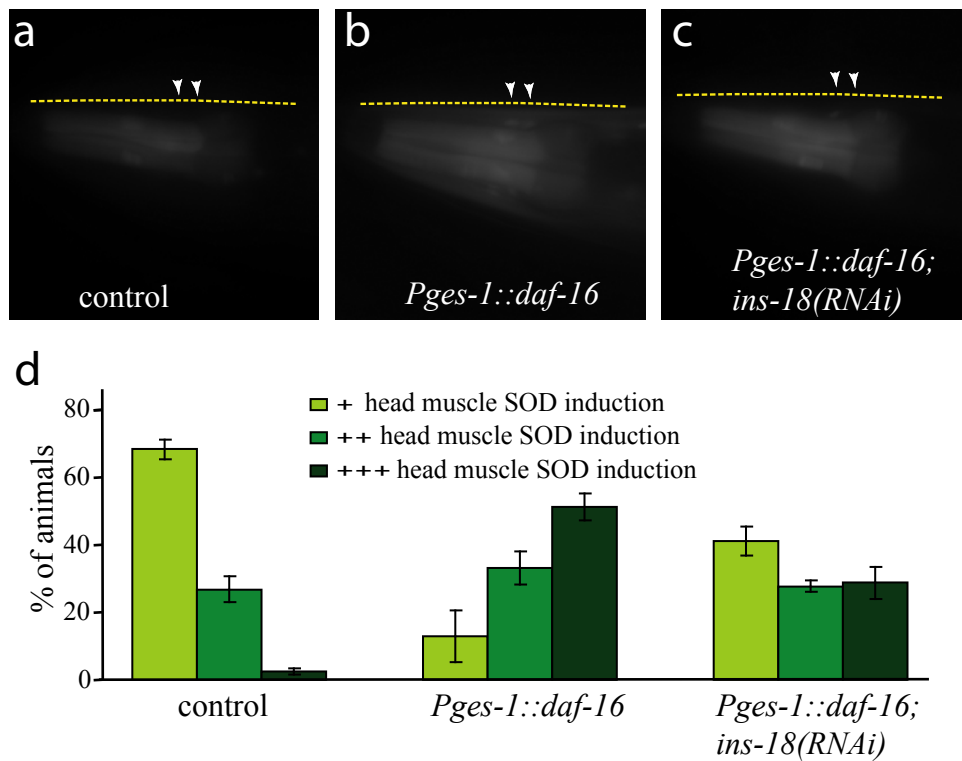 a
control
b
Pges-1::daf-16
c
Pges-1::daf-16;
ins-18(RNAi)
d
+ head muscle SOD induction
++ head muscle SOD induction
+++ head muscle SOD induction
% of animals
80
60
40
20
0
control
Pges-1::daf-16
Pges-1::daf-16;
ins-18(RNAi)